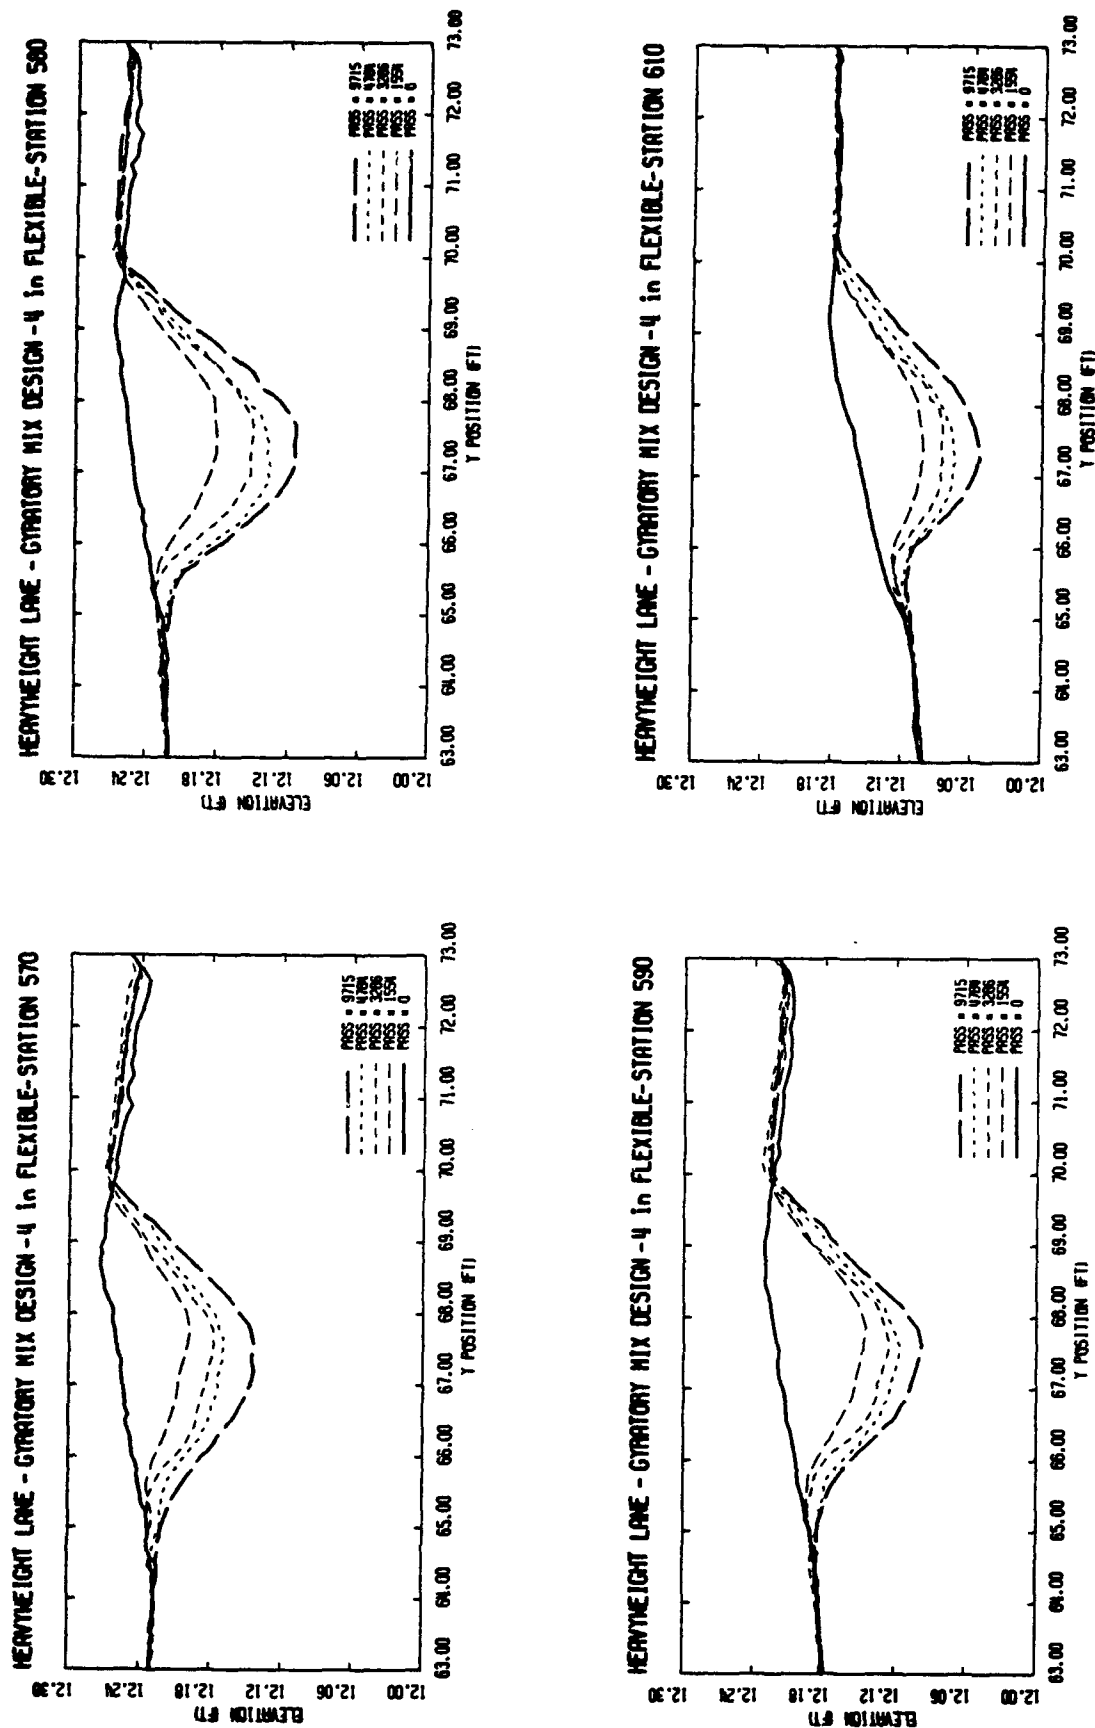 HEAVYWEIGHT LANE - GYRATORY MIX DESIGN-4 in FLEXIBLE-STATION 570
ELEVATION (FT)
12.30
12.24
12.18
12.12
12.06
12.00
PASS = 9715
PASS = 4784
PASS = 3286
PASS = 1554
PASS = 0
63.00 64.00 65.00 66.00 67.00 68.00 69.00 70.00 71.00 72.00 73.00
Y POSITION (FT)
HEAVYWEIGHT LANE - GYRATORY MIX DESIGN-4 in FLEXIBLE-STATION 580
ELEVATION (FT)
12.30
12.24
12.18
12.12
12.06
12.00
PASS = 9715
PASS = 4784
PASS = 3286
PASS = 1554
PASS = 0
63.00 64.00 65.00 66.00 67.00 68.00 69.00 70.00 71.00 72.00 73.00
Y POSITION (FT)
HEAVYWEIGHT LANE - GYRATORY MIX DESIGN-4 in FLEXIBLE-STATION 590
ELEVATION (FT)
12.30
12.24
12.18
12.12
12.06
12.00
PASS = 9715
PASS = 4784
PASS = 3286
PASS = 1554
PASS = 0
63.00 64.00 65.00 66.00 67.00 68.00 69.00 70.00 71.00 72.00 73.00
Y POSITION (FT)
HEAVYWEIGHT LANE - GYRATORY MIX DESIGN-4 in FLEXIBLE-STATION 610
ELEVATION (FT)
12.30
12.24
12.18
12.12
12.06
12.00
PASS = 9715
PASS = 4784
PASS = 3286
PASS = 1554
PASS = 0
63.00 64.00 65.00 66.00 67.00 68.00 69.00 70.00 71.00 72.00 73.00
Y POSITION (FT)